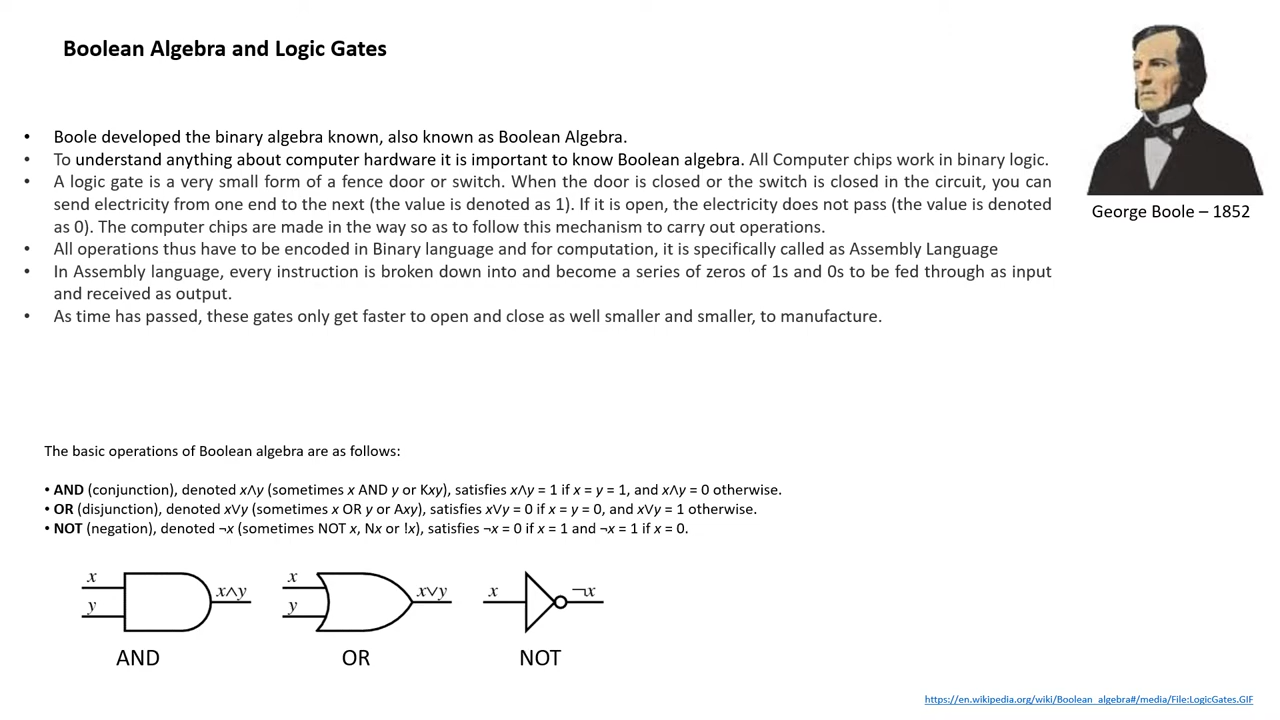 Boolean Algebra and Logic Gates
• Boole developed the binary algebra known, also known as Boolean Algebra.
• To understand anything about computer hardware it is important to know Boolean algebra. All Computer chips work in binary logic.
• A logic gate is a very small form of a fence door or switch. When the door is closed or the switch is closed in the circuit, you can
send electricity from one end to the next (the value is denoted as 1). If it is open, the electricity does not pass (the value is denoted
as 0). The computer chips are made in the way so as to follow this mechanism to carry out operations.
• All operations thus have to be encoded in Binary language and for computation, it is specifically called as Assembly Language
• In Assembly language, every instruction is broken down into and become a series of zeros of 1s and 0s to be fed through as input
and received as output.
• As time has passed, these gates only get faster to open and close as well smaller and smaller, to manufacture.
George Boole – 1852
The basic operations of Boolean algebra are as follows:
• AND (conjunction), denoted x∧y (sometimes x AND y or Kxy), satisfies x∧y = 1 if x = y = 1, and x∧y = 0 otherwise.
• OR (disjunction), denoted x∨y (sometimes x OR y or Axy), satisfies x∨y = 0 if x = y = 0, and x∨y = 1 otherwise.
• NOT (negation), denoted ¬x (sometimes NOT x, Nx or !x), satisfies ¬x = 0 if x = 1 and ¬x = 1 if x = 0.
x
y
x∧y
AND
x
y
x∨y
OR
x
¬x
NOT
https://en.wikipedia.org/wiki/Boolean_algebra#/media/File:LogicGates.GIF